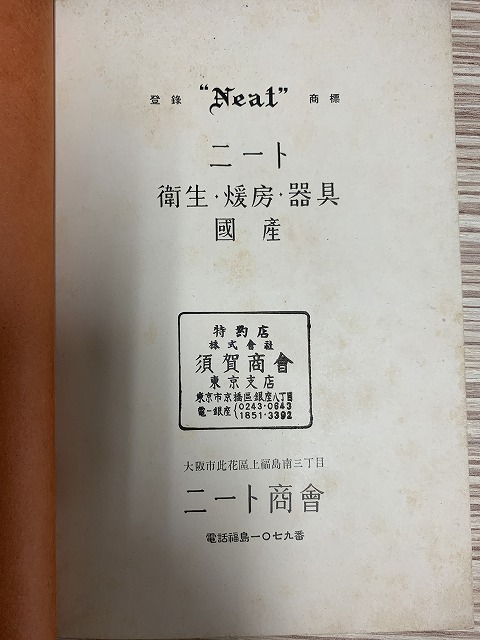 登錄 “Neat” 商標
ニート
衛生・煖房・器具
國產
特約店
株式會社
須賀商會
東京支店
東京市京橋區銀座八丁目
電─銀座{0243·0643
1851·3392
大阪市此花區上福島南三丁目
ニート商會
電話福島一〇七九番